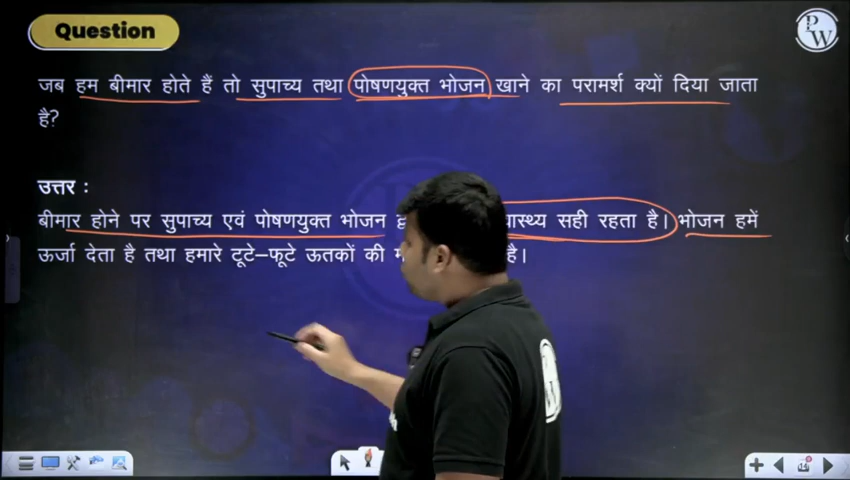 Question
PW
जब हम बीमार होते हैं तो सुपाच्य तथा पोषणयुक्त भोजन खाने का परामर्श क्यों दिया जाता
है?
उत्तर :
बीमार होने पर सुपाच्य एवं पोषणयुक्त भोजन सही रहता है। भोजन हमें
ऊर्जा देता है तथा हमारे टूटे–फूटे ऊतकों की है।